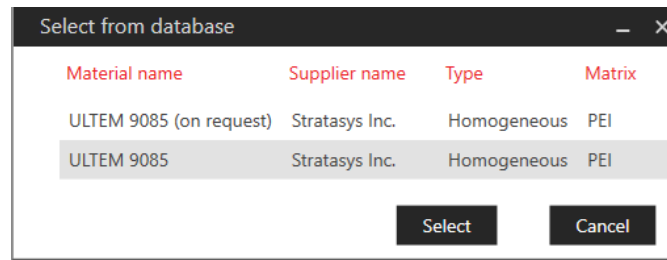 Select from database
Material name Supplier name Type Matrix
ULTEM 9085 (on request) Stratasys Inc. Homogeneous PEI
ULTEM 9085 Stratasys Inc. Homogeneous PEI
Select Cancel